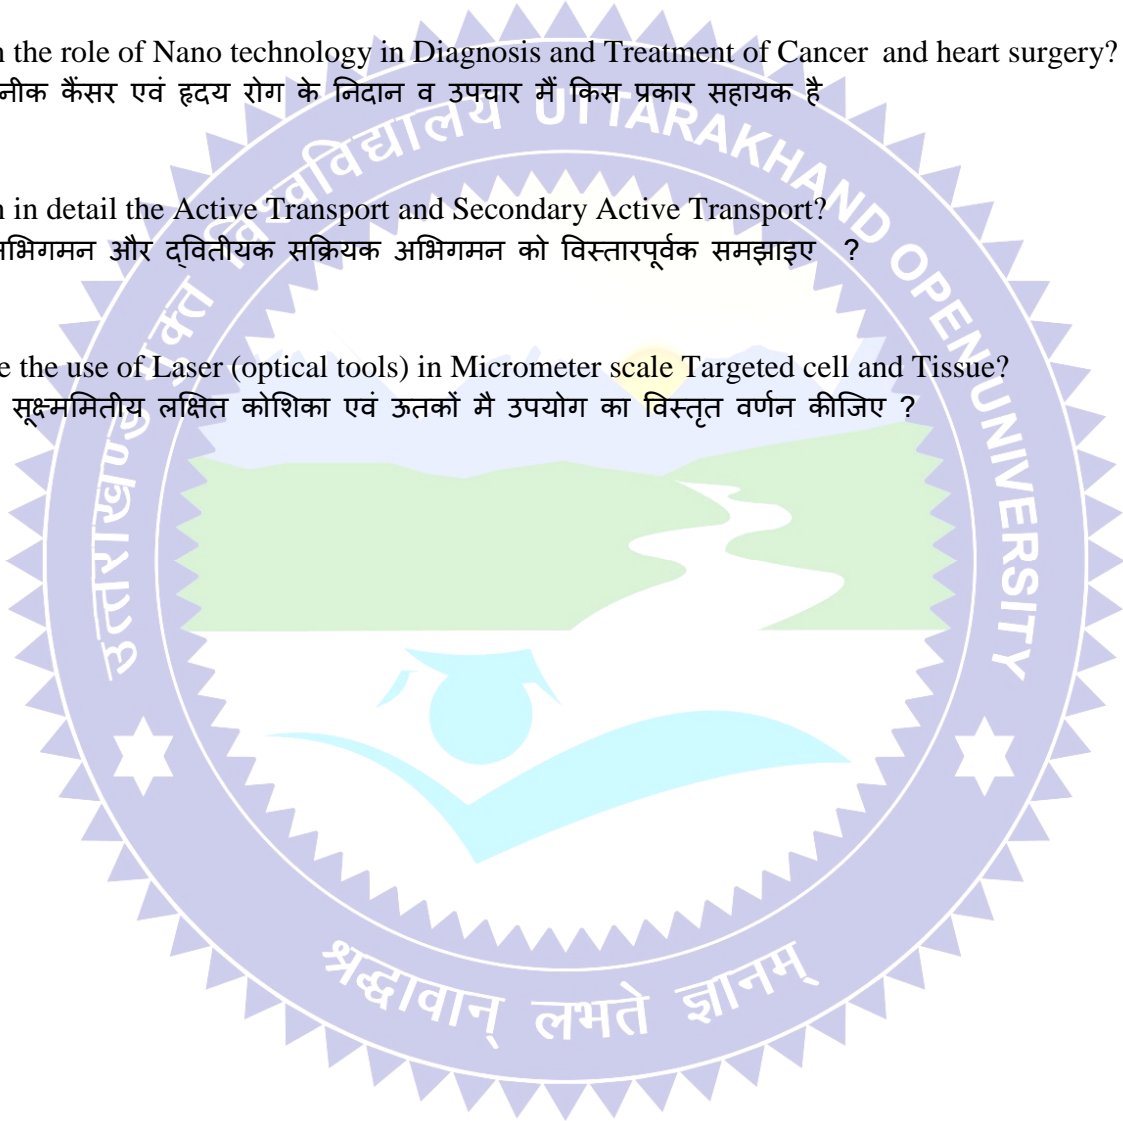 n the role of Nano technology in Diagnosis and Treatment of Cancer and heart surgery?
नीक कैंसर एवं हृदय रोग के निदान व उपचार मैं किस प्रकार सहायक है
n in detail the Active Transport and Secondary Active Transport?
भिगमन और द्वितीयक सक्रियक अभिगमन को विस्तारपूर्वक समझाइए ?
e the use of Laser (optical tools) in Micrometer scale Targeted cell and Tissue?
सूक्ष्ममितीय लक्षित कोशिका एवं ऊतकों मै उपयोग का विस्तृत वर्णन कीजिए ?
उत्तराखण्ड मुक्त विश्वविद्यालय UTTARAKHAND OPEN UNIVERSITY
श्रद्धावान् लभते ज्ञानम्